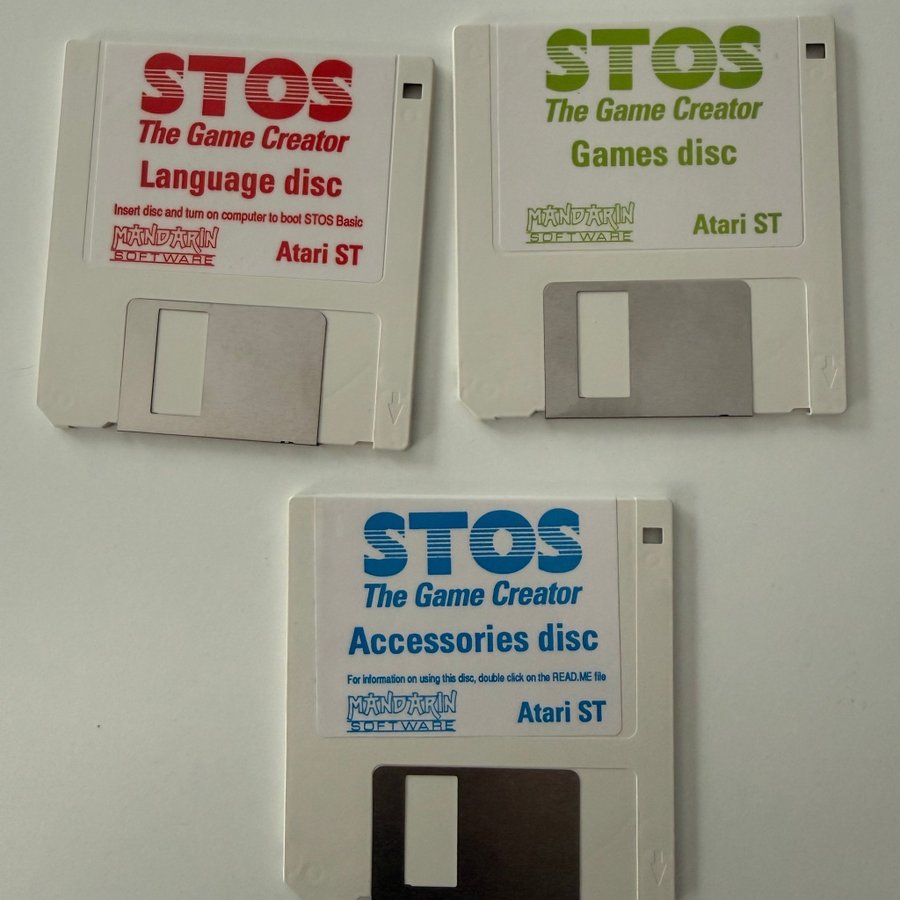 STOS
The Game Creator
Language disc
Insert disc and turn on computer to boot STOS Basic
MANDARIN
SOFTWARE
Atari ST
STOS
The Game Creator
Games disc
MANDARIN
SOFTWARE
Atari ST
STOS
The Game Creator
Accessories disc
For information on using this disc, double click on the READ.ME file
MANDARIN
SOFTWARE
Atari ST